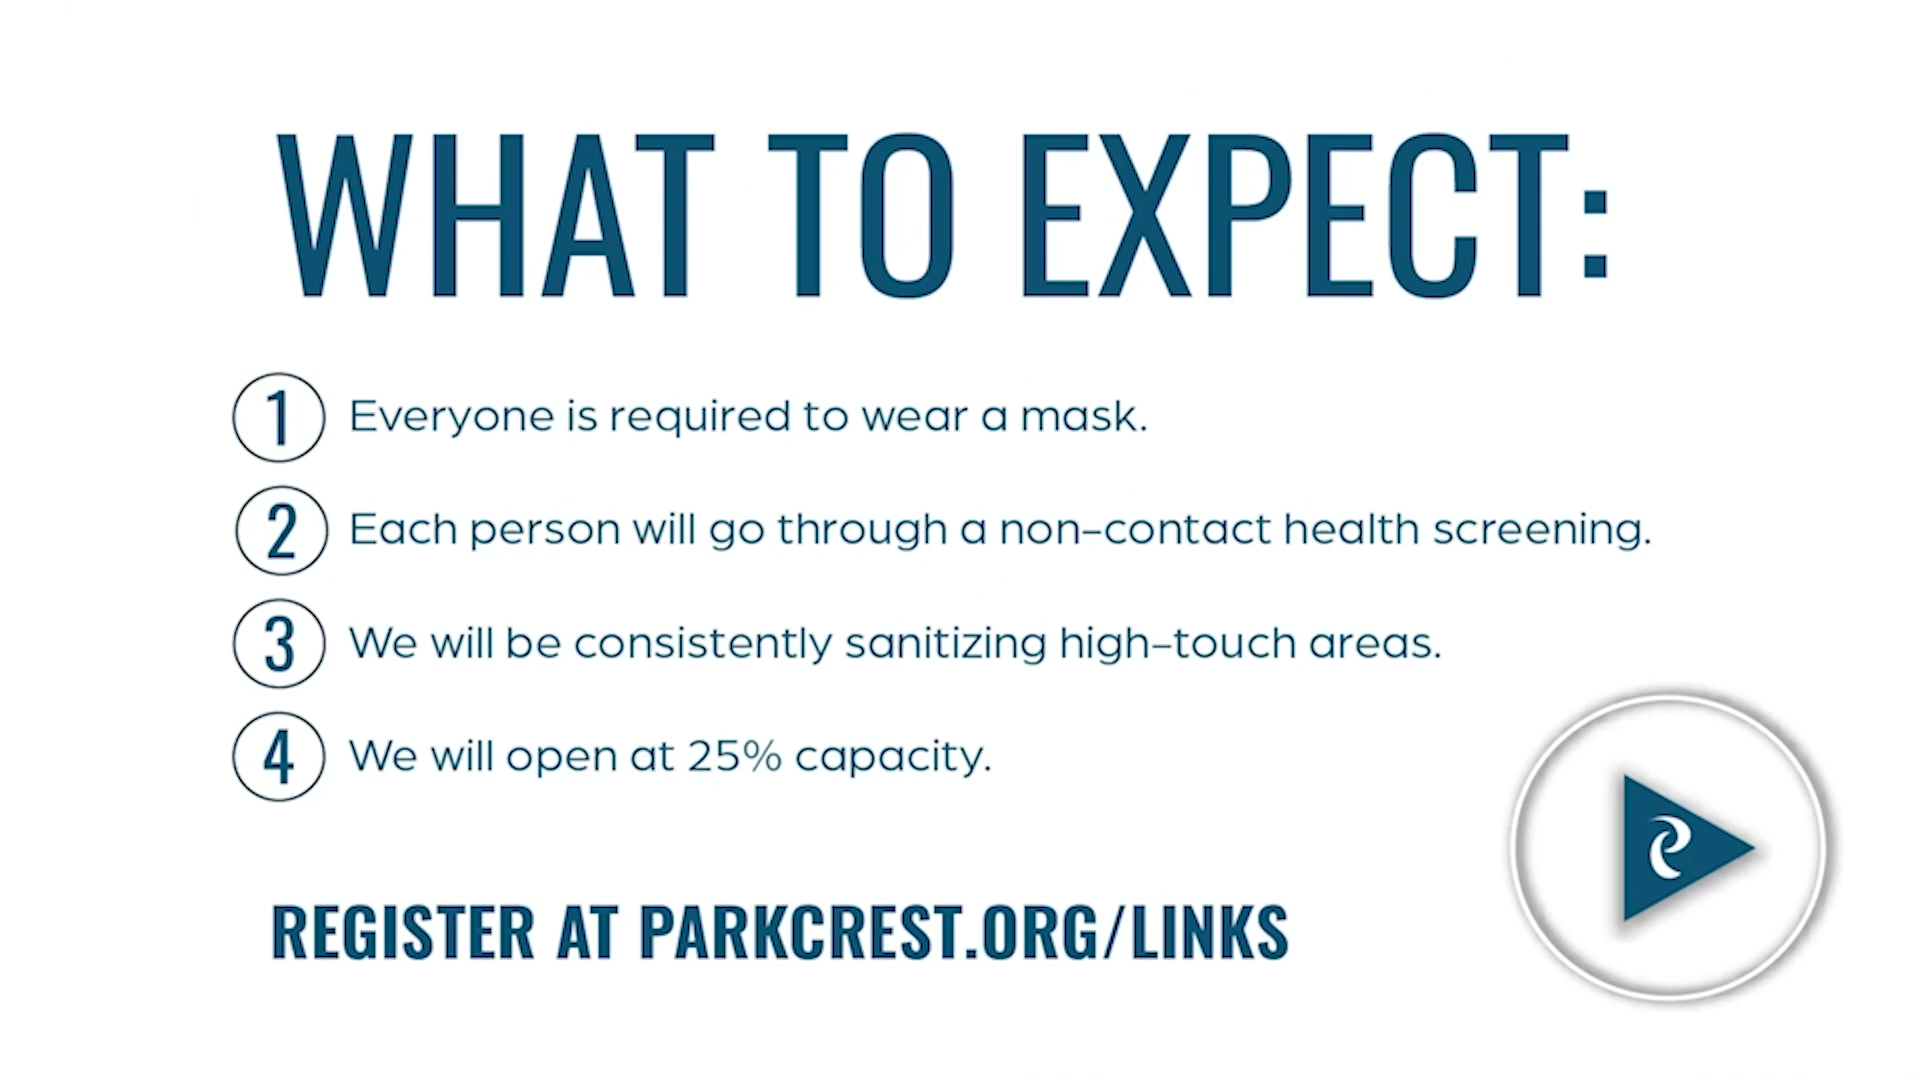 WHAT TO EXPECT:
1 Everyone is required to wear a mask.
2 Each person will go through a non-contact health screening.
3 We will be consistently sanitizing high-touch areas.
4 We will open at 25% capacity.
REGISTER AT PARKCREST.ORG/LINKS